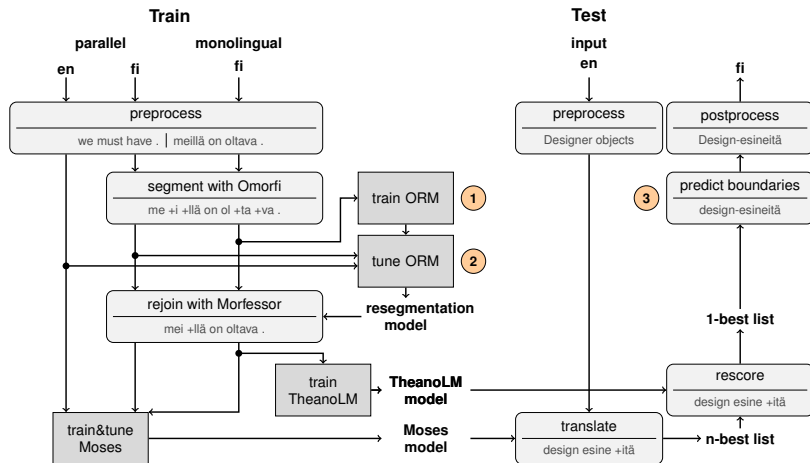 Train
Test
parallel
monolingual
input
en
fi
fi
en
fi
preprocess
we must have . | meillä on oltava .
preprocess
Designer objects
postprocess
Design-esineitä
segment with Omorfi
me +i +llä on ol +ta +va .
train ORM
1
3
predict boundaries
design-esineitä
tune ORM
2
rejoin with Morfessor
mei +llä on oltava .
resegmentation
model
1-best list
train
TheanoLM
TheanoLM
model
rescore
design esine +itä
train&tune
Moses
Moses
model
translate
design esine +itä
n-best list